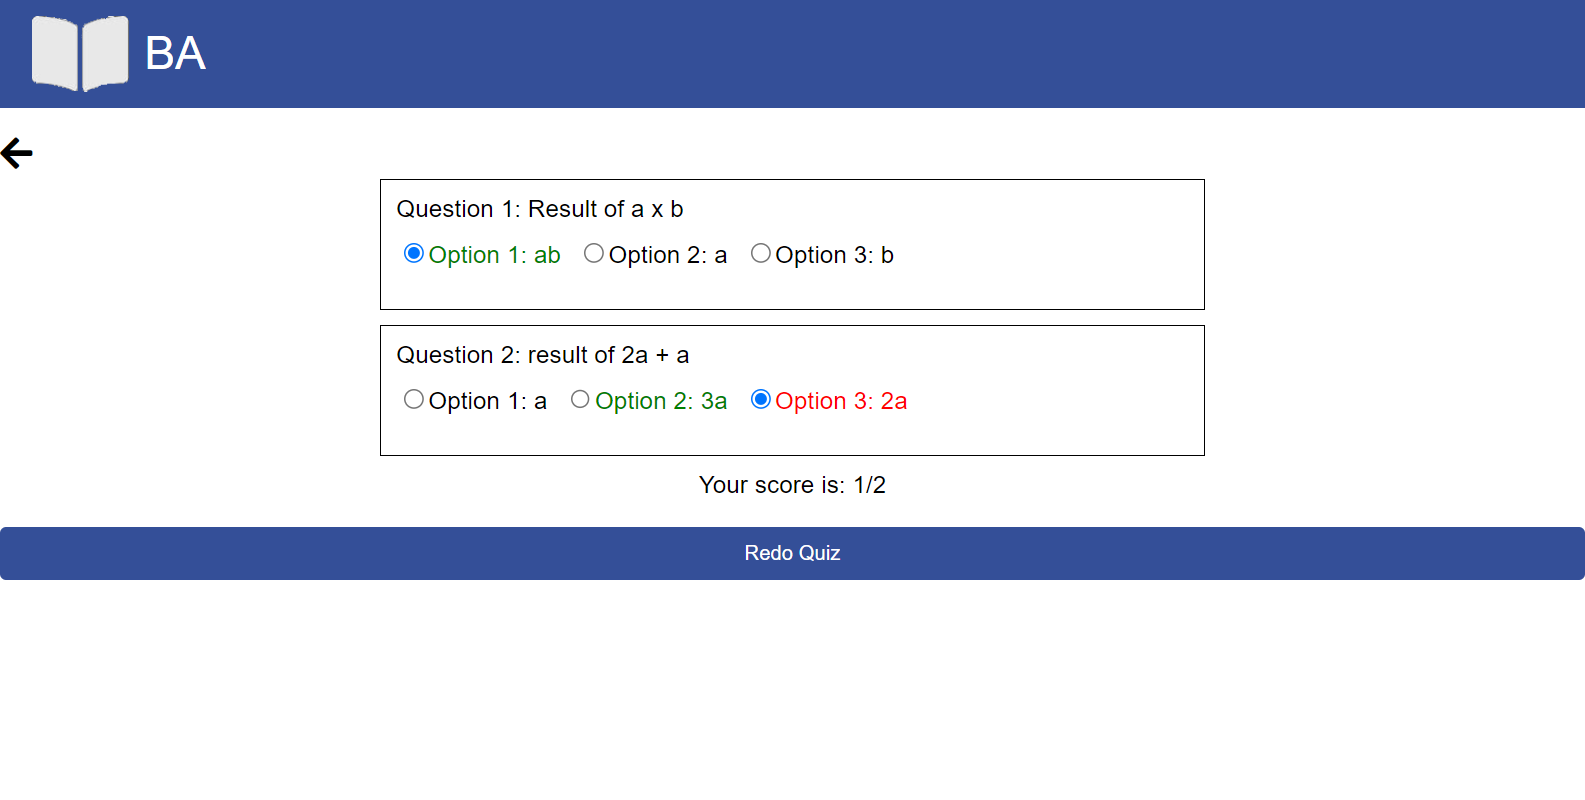 BA
Question 1: Result of a x b
Option 1: ab Option 2: a Option 3: b
Question 2: result of 2a + a
Option 1: a Option 2: 3a Option 3: 2a
Your score is: 1/2
Redo Quiz